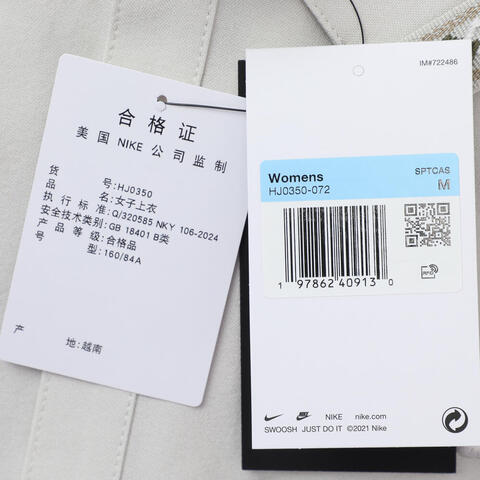 合格证
美国 NIKE 公司监制
货号:HJ0350
品名:女子上衣
执行标准:Q/320585 NKY 106-2024
安全技术类别:GB 18401 B类
产品等级:合格品
号型:160/84A
产地:越南
IM#722486
Womens
HJ0350-072
SPTCAS
M
1 97862 40913 0
RFID
NIKE nike.com
SWOOSH JUST DO IT ©2021 Nike